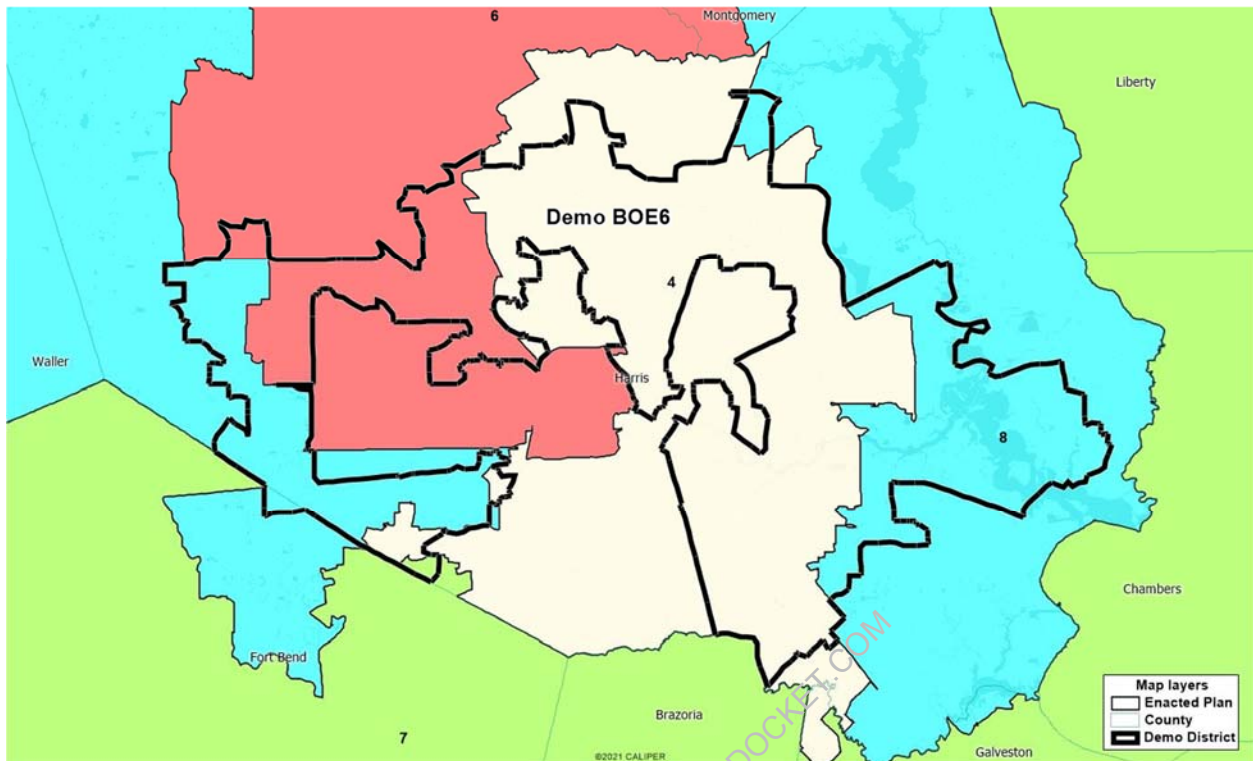 6
Montgomery
Liberty
Demo BOE6
4
Waller
Harris
8
Chambers
Fort Bend
Brazoria
7
Galveston
©2021 CALIPER
DOCKET.COM
Map layers
Enacted Plan
County
Demo District